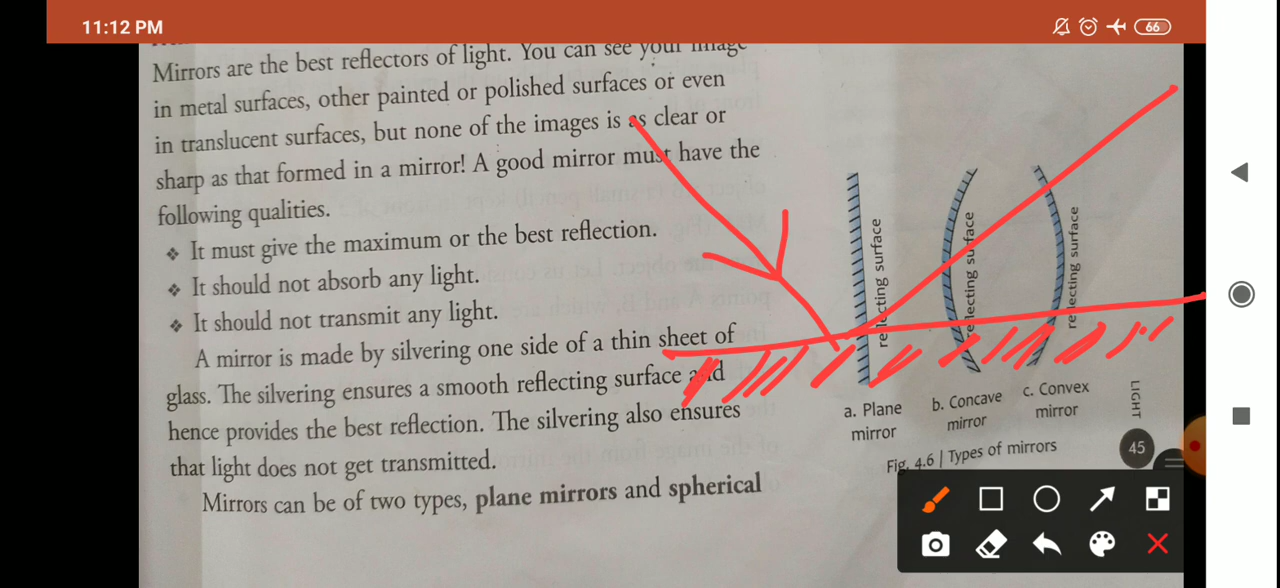 11:12 PM
66
Mirrors are the best reflectors of light. You can see your image
in metal surfaces, other painted or polished surfaces or even
in translucent surfaces, but none of the images is as clear or
sharp as that formed in a mirror! A good mirror must have the
following qualities.
❖ It must give the maximum or the best reflection.
❖ It should not absorb any light.
❖ It should not transmit any light.
A mirror is made by silvering one side of a thin sheet of
glass. The silvering ensures a smooth reflecting surface and
hence provides the best reflection. The silvering also ensures
that light does not get transmitted.
Mirrors can be of two types, plane mirrors and spherical
reflecting surface
reflecting surface
reflecting surface
a. Plane
mirror
b. Concave
mirror
c. Convex
mirror
Fig. 4.6 | Types of mirrors
LIGHT
45